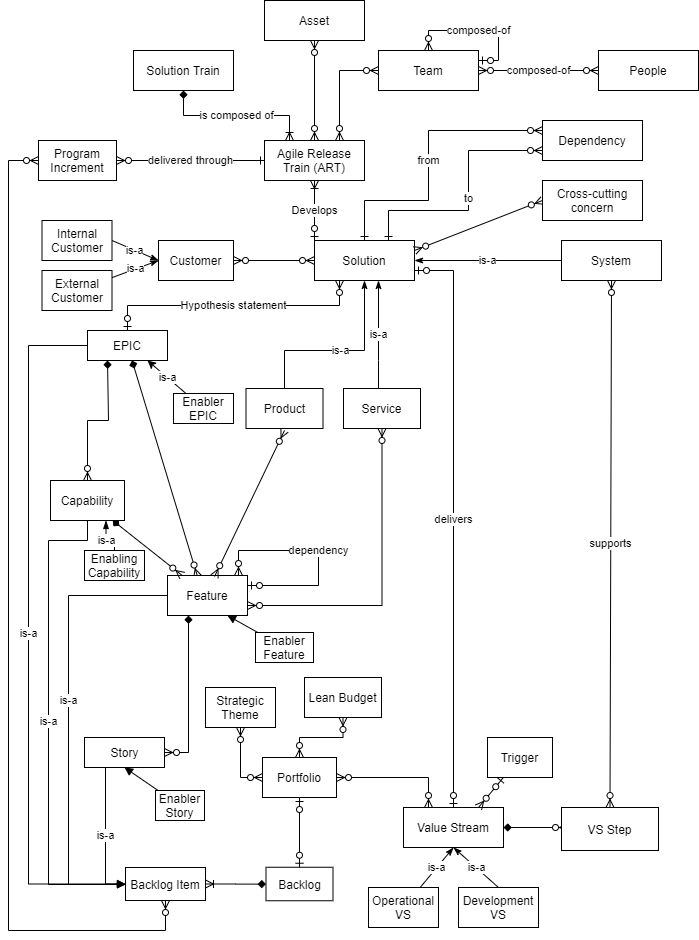 Asset
composed-of
Solution Train
Team
composed-of
People
is composed of
Program
Increment
delivered through
Agile Release
Train (ART)
Dependency
from
to
Develops
Cross-cutting
concern
Internal
Customer
is-a
Customer
Solution
is-a
System
External
Customer
is-a
Hypothesis statement
EPIC
is-a
is-a
is-a
Enabler
EPIC
Product
Service
Capability
delivers
is-a
Enabling
Capability
dependency
supports
Feature
is-a
Enabler
Feature
is-a
is-a
Strategic
Theme
Lean Budget
Story
Portfolio
Trigger
Enabler
Story
is-a
Value Stream
VS Step
is-a
is-a
Backlog Item
Backlog
Operational
VS
Development
VS